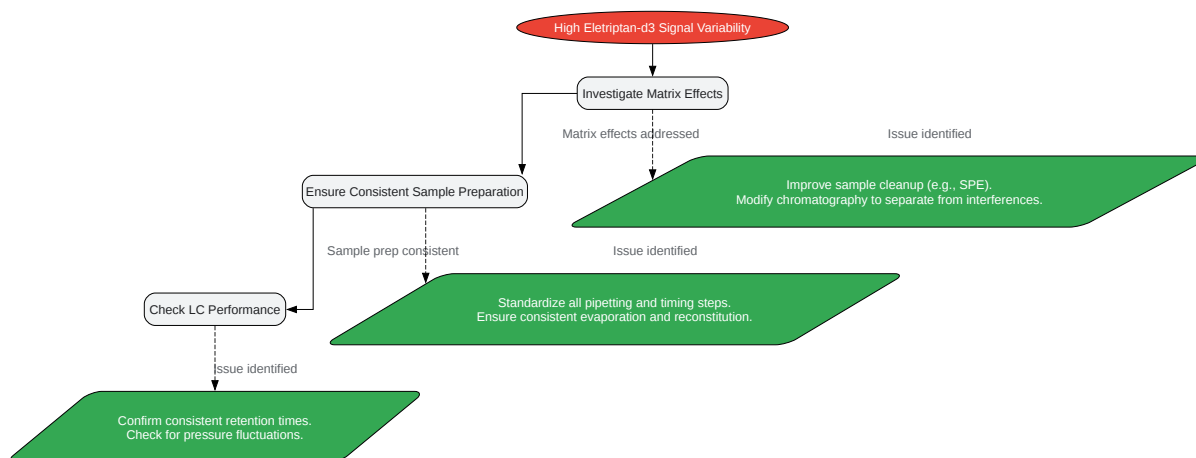 High Eletriptan-d3 Signal Variability
Investigate Matrix Effects
Matrix effects addressed
Issue identified
Improve sample cleanup (e.g., SPE).
Modify chromatography to separate from interferences.
Ensure Consistent Sample Preparation
Sample prep consistent
Issue identified
Standardize all pipetting and timing steps.
Ensure consistent evaporation and reconstitution.
Check LC Performance
Issue identified
Confirm consistent retention times.
Check for pressure fluctuations.